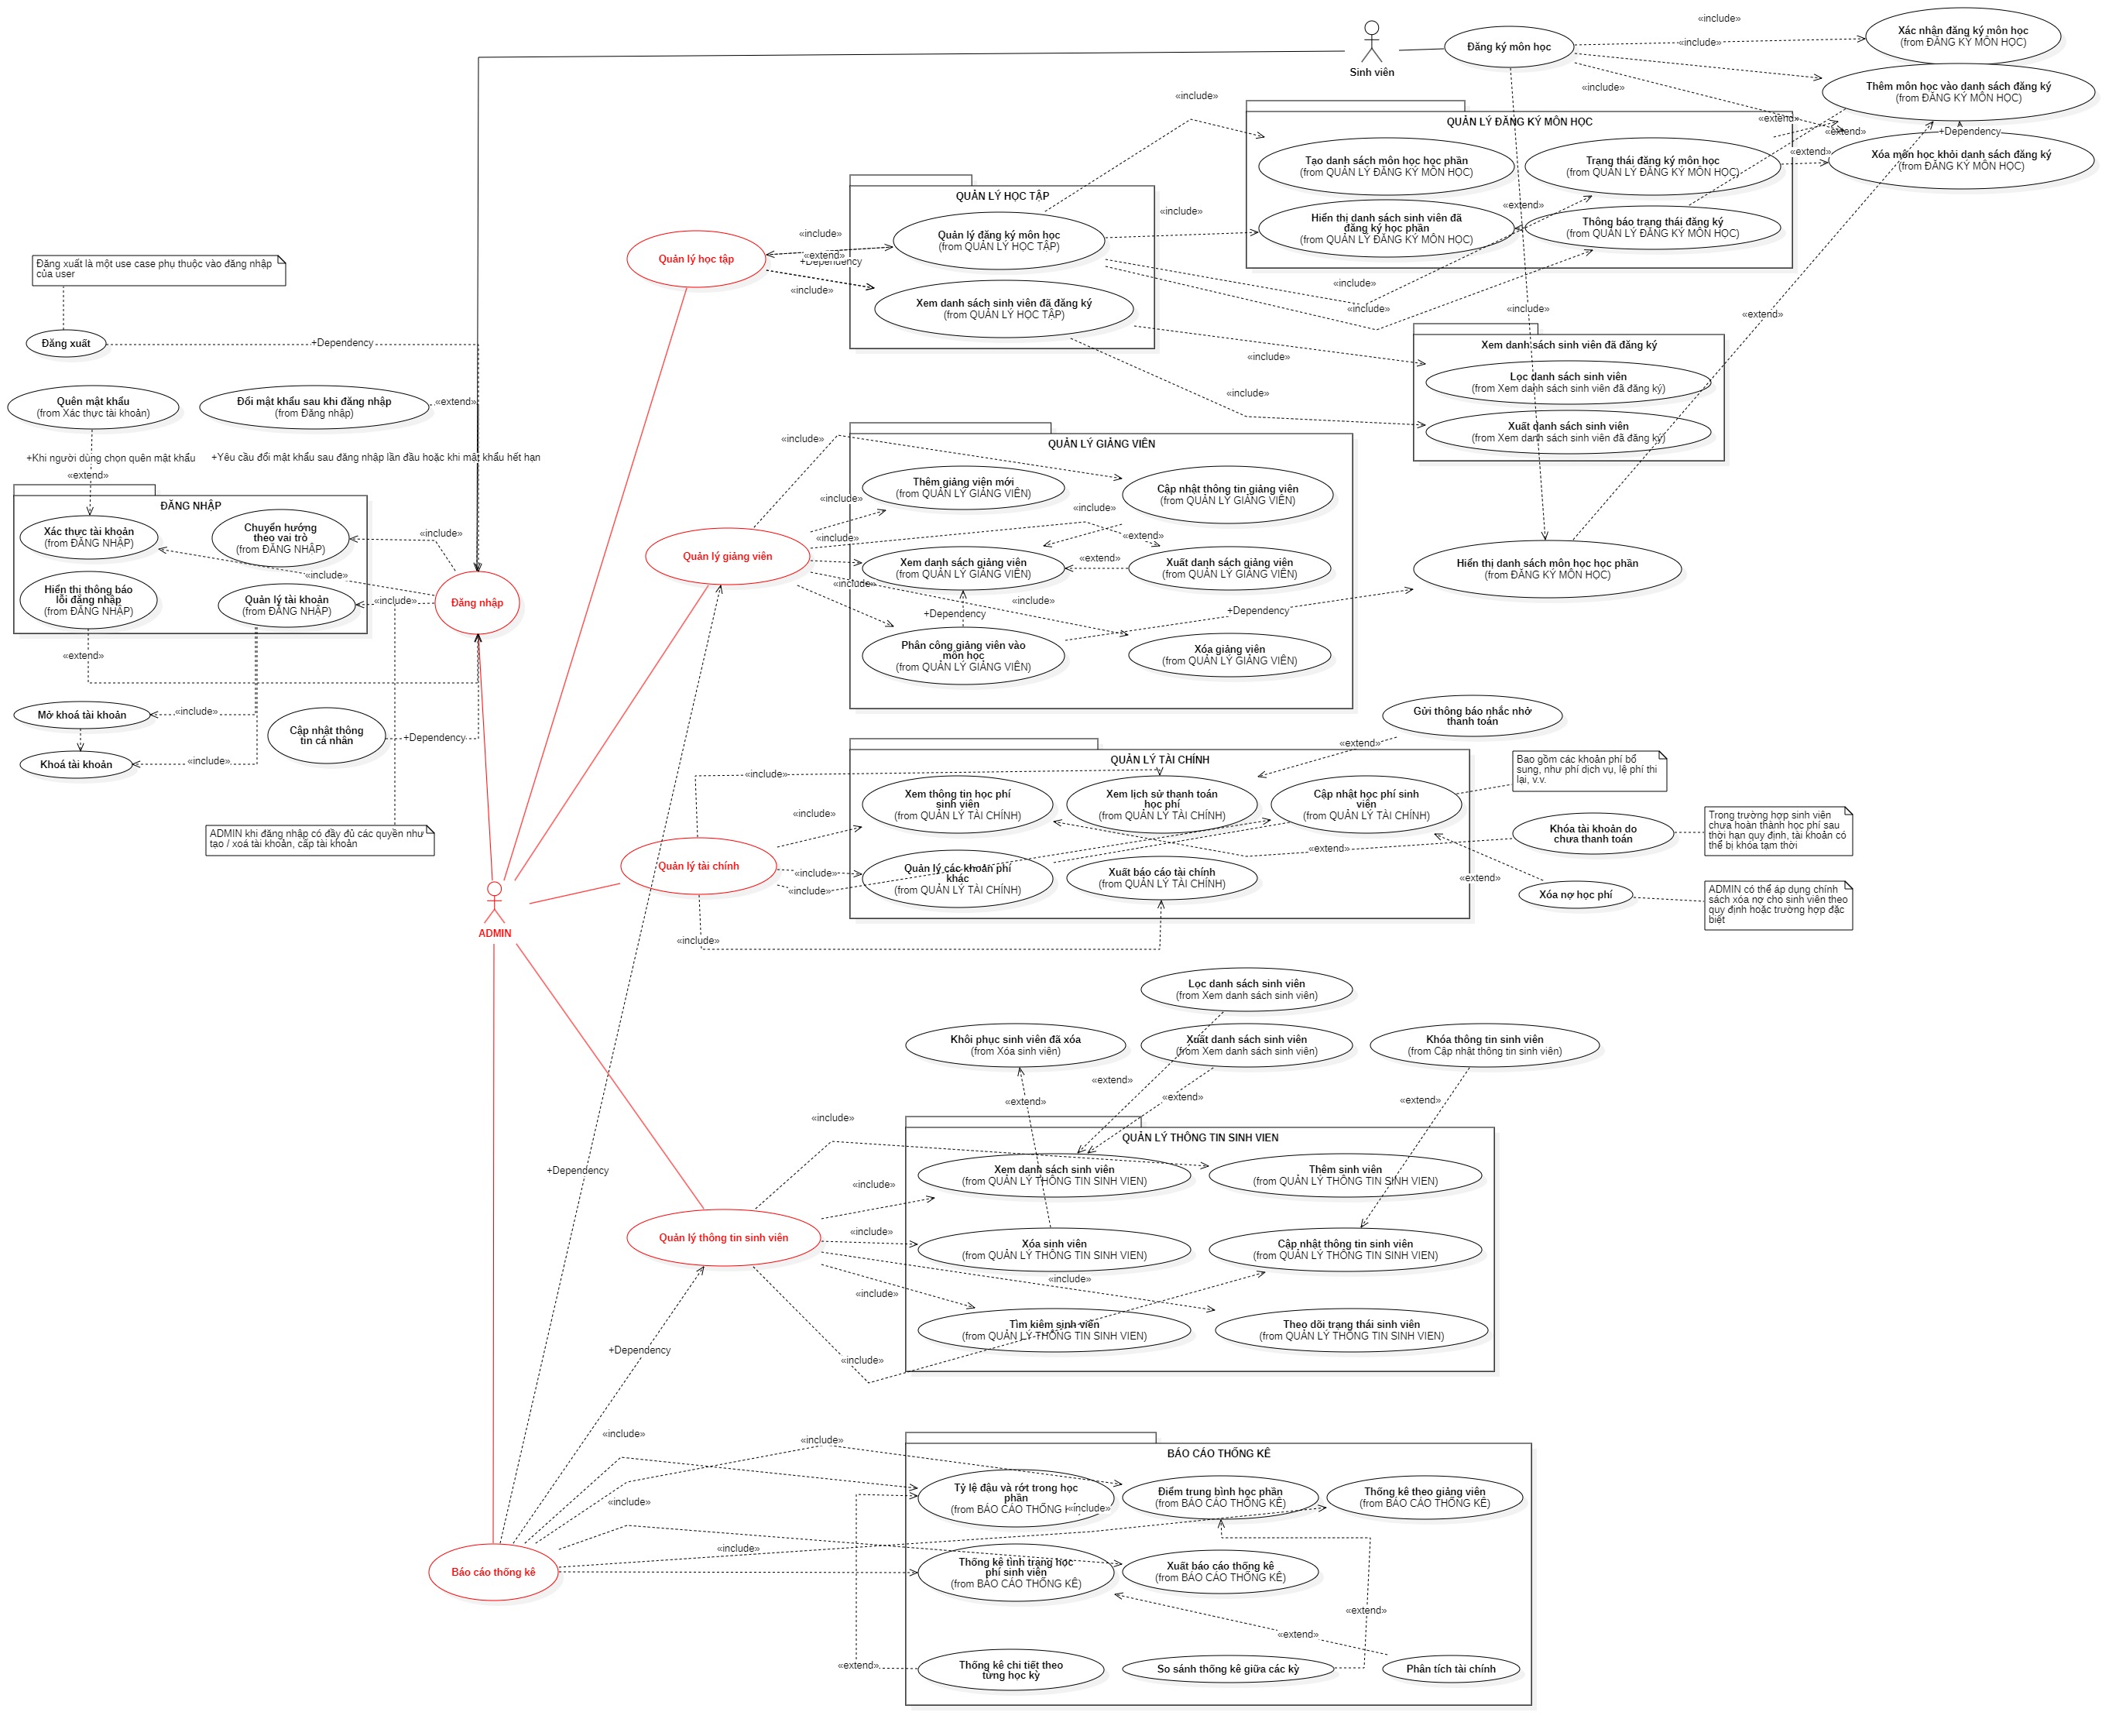 Sinh viên
Đăng ký môn học
«include»
«include»
«include»
Xác nhận đăng ký môn học
(from ĐĂNG KÝ MÔN HỌC)
Thêm môn học vào danh sách đăng ký
(from ĐĂNG KÝ MÔN HỌC)
«extend»
«extend»
+Dependency
«extend»
Xóa môn học khỏi danh sách đăng ký
(from ĐĂNG KÝ MÔN HỌC)
«include»
QUẢN LÝ ĐĂNG KÝ MÔN HỌC
Tạo danh sách môn học học phần
(from QUẢN LÝ ĐĂNG KÝ MÔN HỌC)
Trạng thái đăng ký môn học
(from QUẢN LÝ ĐĂNG KÝ MÔN HỌC)
Hiển thị danh sách sinh viên đã
đăng ký học phần
(from QUẢN LÝ ĐĂNG KÝ MÔN HỌC)
«extend»
Thông báo trạng thái đăng ký
(from QUẢN LÝ ĐĂNG KÝ MÔN HỌC)
QUẢN LÝ HỌC TẬP
Quản lý đăng ký môn học
(from QUẢN LÝ HỌC TẬP)
Xem danh sách sinh viên đã đăng ký
(from QUẢN LÝ HỌC TẬP)
«include»
«include»
«include»
Quản lý học tập
«include»
«extend»
+Dependency
«include»
«include»
«extend»
Xem danh sách sinh viên đã đăng ký
Lọc danh sách sinh viên
(from Xem danh sách sinh viên đã đăng ký)
Xuất danh sách sinh viên
(from Xem danh sách sinh viên đã đăng ký)
«include»
«include»
Đăng xuất là một use case phụ thuộc vào đăng nhập
của user
Đăng xuất
+Dependency
Quên mật khẩu
(from Xác thực tài khoản)
Đổi mật khẩu sau khi đăng nhập
(from Đăng nhập)
«extend»
+Khi người dùng chọn quên mật khẩu
+Yêu cầu đổi mật khẩu sau đăng nhập lần đầu hoặc khi mật khẩu hết hạn
«extend»
ĐĂNG NHẬP
Xác thực tài khoản
(from ĐĂNG NHẬP)
Chuyển hướng
theo vai trò
(from ĐĂNG NHẬP)
Hiển thị thông báo
lỗi đăng nhập
(from ĐĂNG NHẬP)
Quản lý tài khoản
(from ĐĂNG NHẬP)
«include»
«include»
«include»
Đăng nhập
«extend»
Mở khoá tài khoản
«include»
Khoá tài khoản
«include»
Cập nhật thông
tin cá nhân
+Dependency
ADMIN khi đăng nhập có đầy đủ các quyền như
tạo / xoá tài khoản, cấp tài khoản
ADMIN
QUẢN LÝ GIẢNG VIÊN
«include»
Thêm giảng viên mới
(from QUẢN LÝ GIẢNG VIÊN)
Cập nhật thông tin giảng viên
(from QUẢN LÝ GIẢNG VIÊN)
«include»
«include»
«include»
«extend»
Quản lý giảng viên
Xem danh sách giảng viên
(from QUẢN LÝ GIẢNG VIÊN)
«extend»
Xuất danh sách giảng viên
(from QUẢN LÝ GIẢNG VIÊN)
«include»
«include»
+Dependency
+Dependency
Phân công giảng viên vào
môn học
(from QUẢN LÝ GIẢNG VIÊN)
Xóa giảng viên
(from QUẢN LÝ GIẢNG VIÊN)
Hiển thị danh sách môn học học phần
(from ĐĂNG KÝ MÔN HỌC)
Gửi thông báo nhắc nhở
thanh toán
«extend»
QUẢN LÝ TÀI CHÍNH
«include»
Xem thông tin học phí
sinh viên
(from QUẢN LÝ TÀI CHÍNH)
Xem lịch sử thanh toán
học phí
(from QUẢN LÝ TÀI CHÍNH)
Cập nhật học phí sinh
viên
(from QUẢN LÝ TÀI CHÍNH)
Bao gồm các khoản phí bổ
sung, như phí dịch vụ, lệ phí thi
lại, v.v.
«include»
Quản lý tài chính
«include»
«include»
Quản lý các khoản phí
khác
(from QUẢN LÝ TÀI CHÍNH)
Xuất báo cáo tài chính
(from QUẢN LÝ TÀI CHÍNH)
«include»
«extend»
Khóa tài khoản do
chưa thanh toán
Trong trường hợp sinh viên
chưa hoàn thành học phí sau
thời hạn quy định, tài khoản có
thể bị khóa tạm thời
«extend»
Xóa nợ học phí
ADMIN có thể áp dụng chính
sách xóa nợ cho sinh viên theo
quy định hoặc trường hợp đặc
biệt
Lọc danh sách sinh viên
(from Xem danh sách sinh viên)
Khôi phục sinh viên đã xóa
(from Xóa sinh viên)
Xuất danh sách sinh viên
(from Xem danh sách sinh viên)
Khóa thông tin sinh viên
(from Cập nhật thông tin sinh viên)
«extend»
«extend»
«extend»
«extend»
QUẢN LÝ THÔNG TIN SINH VIEN
«include»
Xem danh sách sinh viên
(from QUẢN LÝ THÔNG TIN SINH VIEN)
Thêm sinh viên
(from QUẢN LÝ THÔNG TIN SINH VIEN)
+Dependency
«include»
Quản lý thông tin sinh viên
«include»
Xóa sinh viên
(from QUẢN LÝ THÔNG TIN SINH VIEN)
Cập nhật thông tin sinh viên
(from QUẢN LÝ THÔNG TIN SINH VIEN)
«include»
«include»
Tìm kiếm sinh viên
(from QUẢN LÝ THÔNG TIN SINH VIEN)
Theo dõi trạng thái sinh viên
(from QUẢN LÝ THÔNG TIN SINH VIEN)
+Dependency
«include»
«include»
«include»
BÁO CÁO THỐNG KÊ
Tỷ lệ đậu và rớt trong học
phần
(from BÁO CÁO THỐNG
«include»
Điểm trung bình học phần
(from BÁO CÁO THỐNG KÊ)
Thống kê theo giảng viên
(from BÁO CÁO THỐNG KÊ)
«include»
«include»
Báo cáo thống kê
Thống kê tình trạng học
phí sinh viên
(from BÁO CÁO THỐNG KÊ)
Xuất báo cáo thống kê
(from BÁO CÁO THỐNG KÊ)
«extend»
«extend»
«extend»
Thống kê chi tiết theo
từng học kỳ
So sánh thống kê giữa các kỳ
Phân tích tài chính